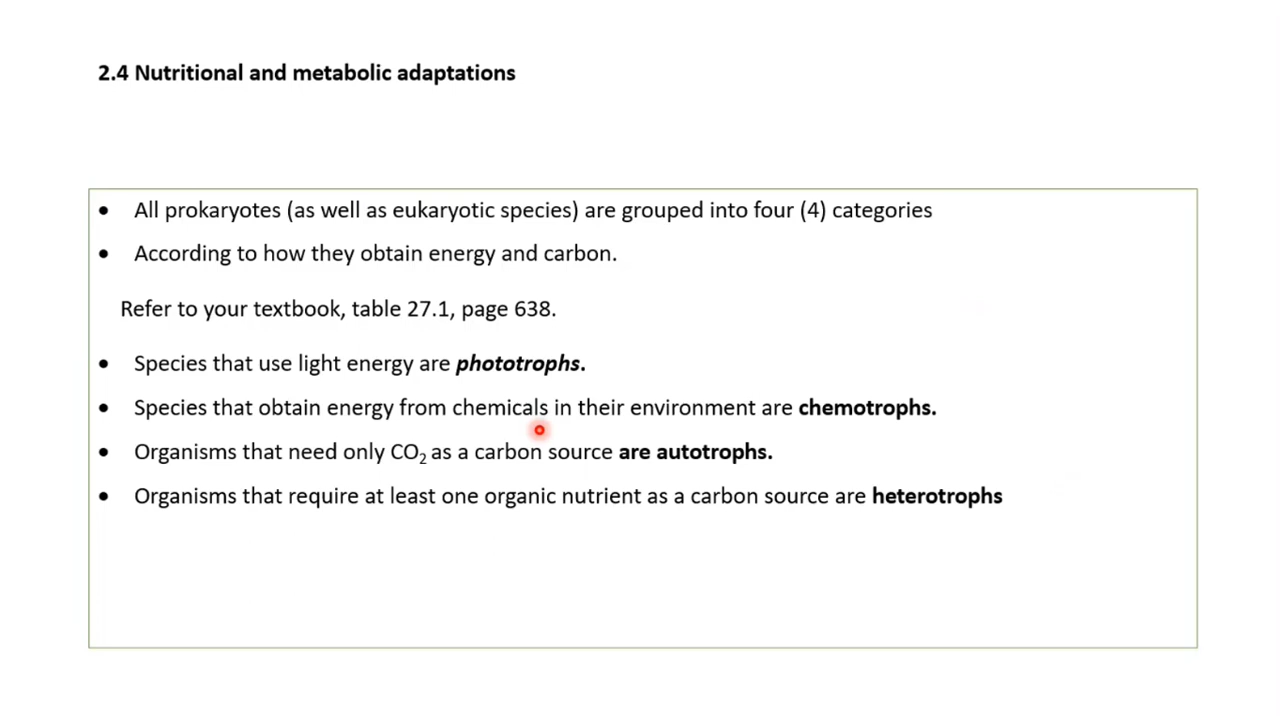 2.4 Nutritional and metabolic adaptations
• All prokaryotes (as well as eukaryotic species) are grouped into four (4) categories
• According to how they obtain energy and carbon.
Refer to your textbook, table 27.1, page 638.
• Species that use light energy are phototrophs.
• Species that obtain energy from chemicals in their environment are chemotrophs.
• Organisms that need only CO₂ as a carbon source are autotrophs.
• Organisms that require at least one organic nutrient as a carbon source are heterotrophs